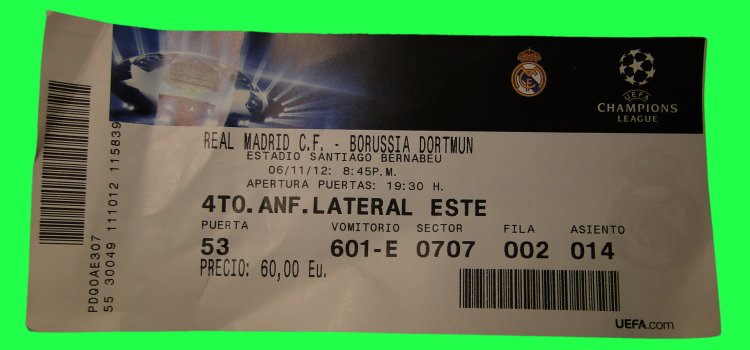 UEFA
CHAMPIONS
LEAGUE
REAL MADRID C.F. - BORUSSIA DORTMUN
ESTADIO SANTIAGO BERNABEU
06/11/12: 8:45P.M.
APERTURA PUERTAS: 19:30 H.
4TO.ANF.LATERAL ESTE
PUERTA VOMITORIO SECTOR FILA ASIENTO
53 601-E 0707 002 014
PRECIO: 60,00 Eu.
UEFA.com
PDQOAE307
55 30049 111012 115839